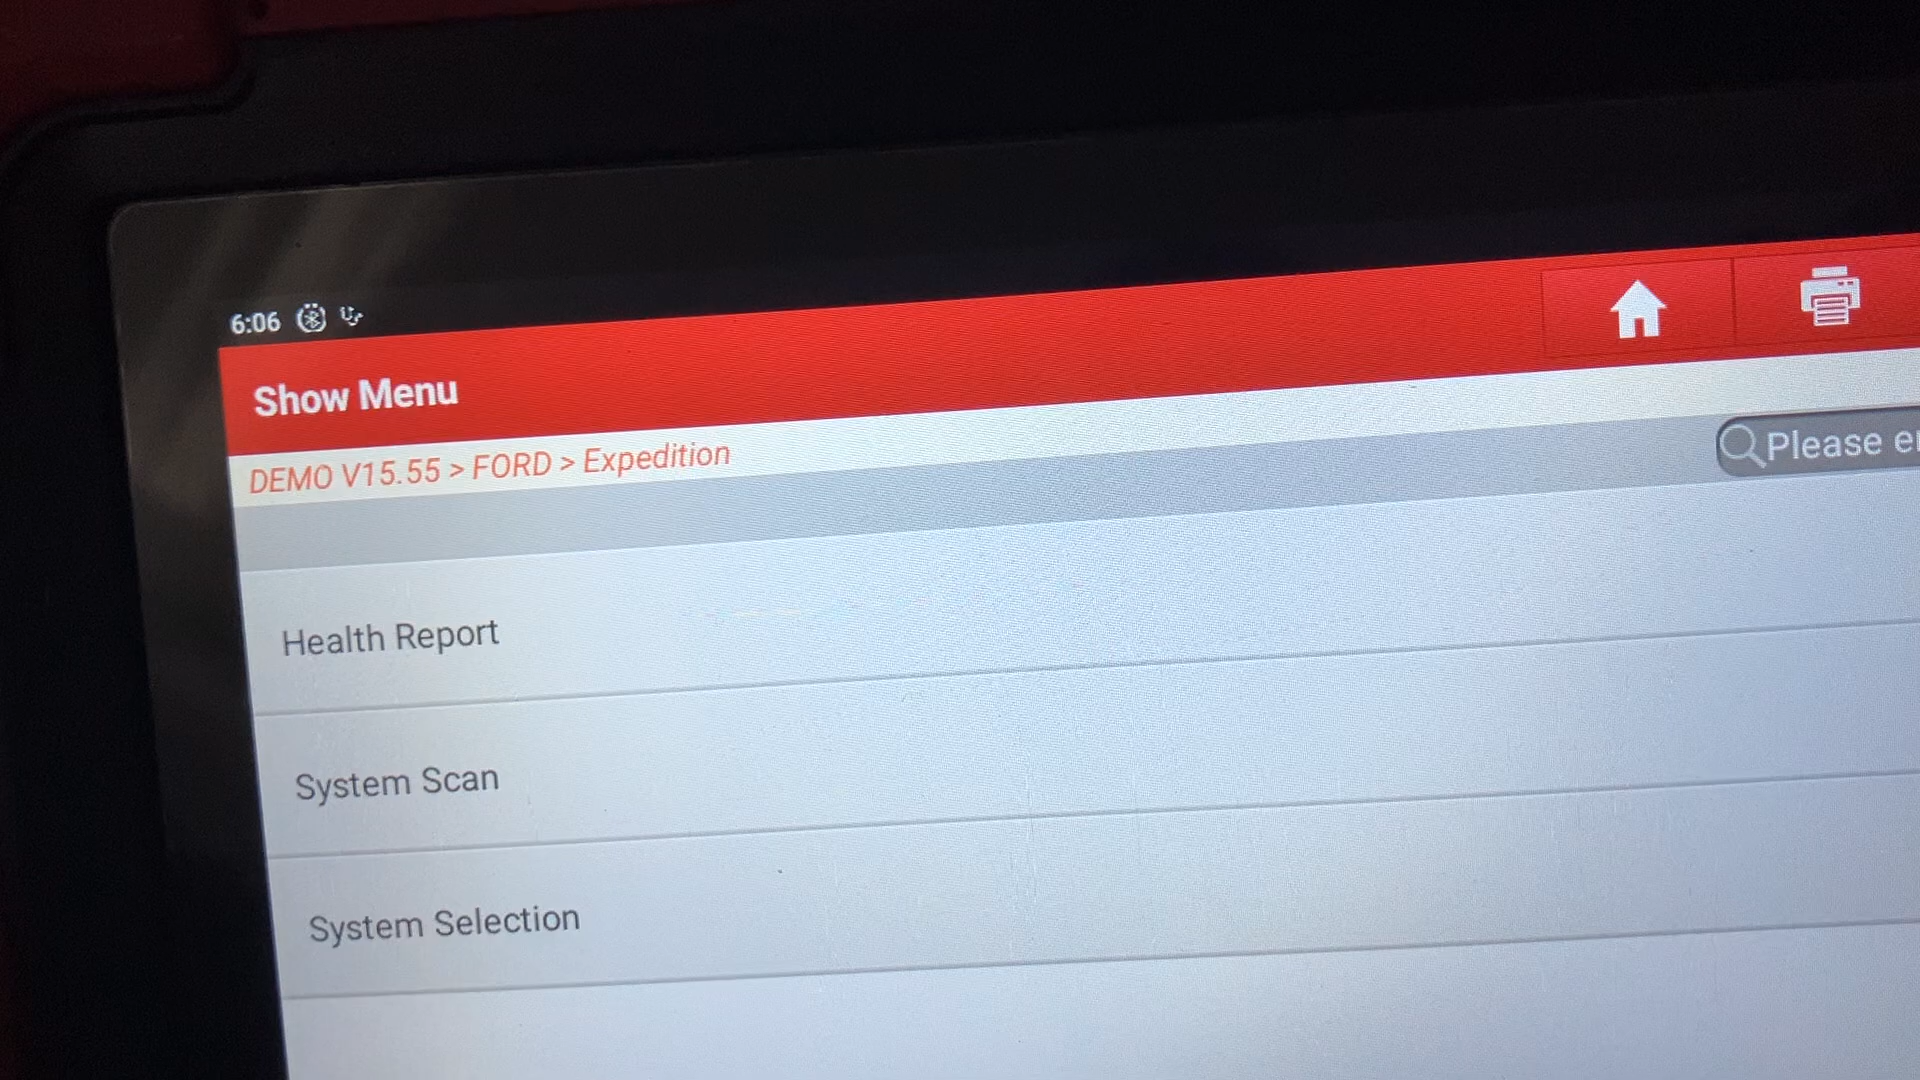 6:06
Show Menu
DEMO V15.55 > FORD > Expedition
Please
Health Report
System Scan
System Selection